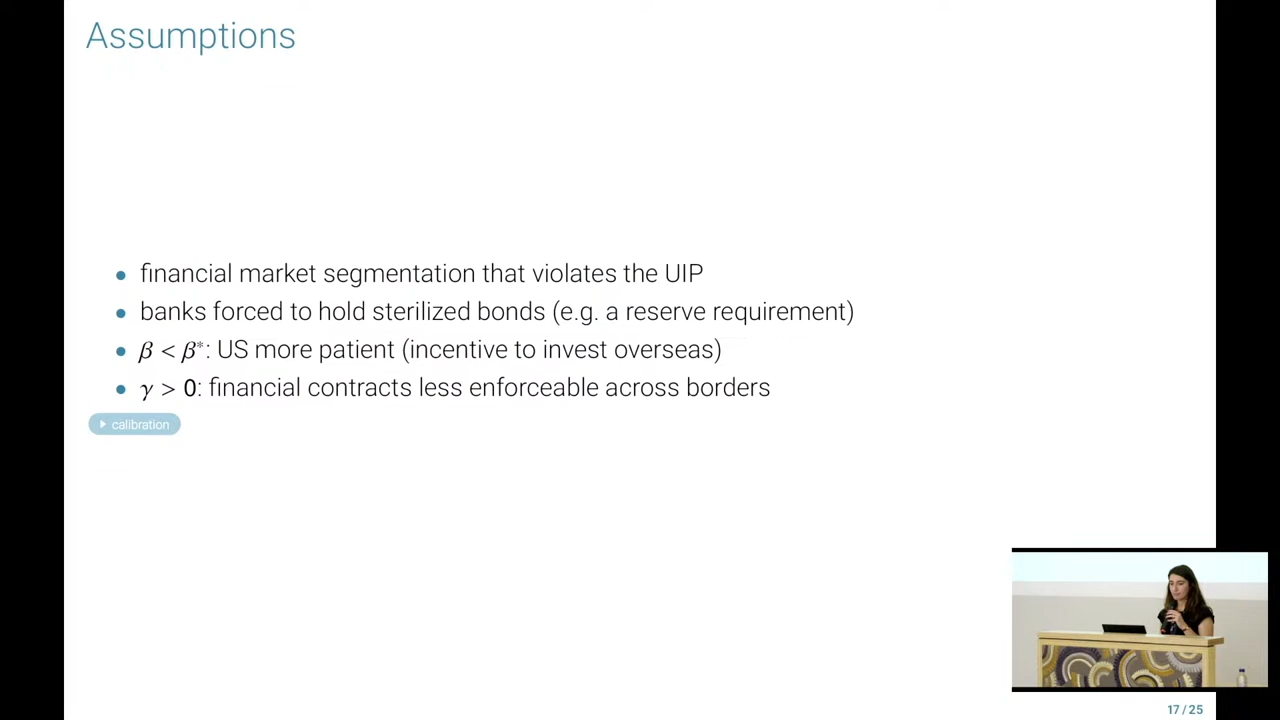 Assumptions
• financial market segmentation that violates the UIP
• banks forced to hold sterilized bonds (e.g. a reserve requirement)
• β < β*: US more patient (incentive to invest overseas)
• γ > 0: financial contracts less enforceable across borders
calibration
17 / 25